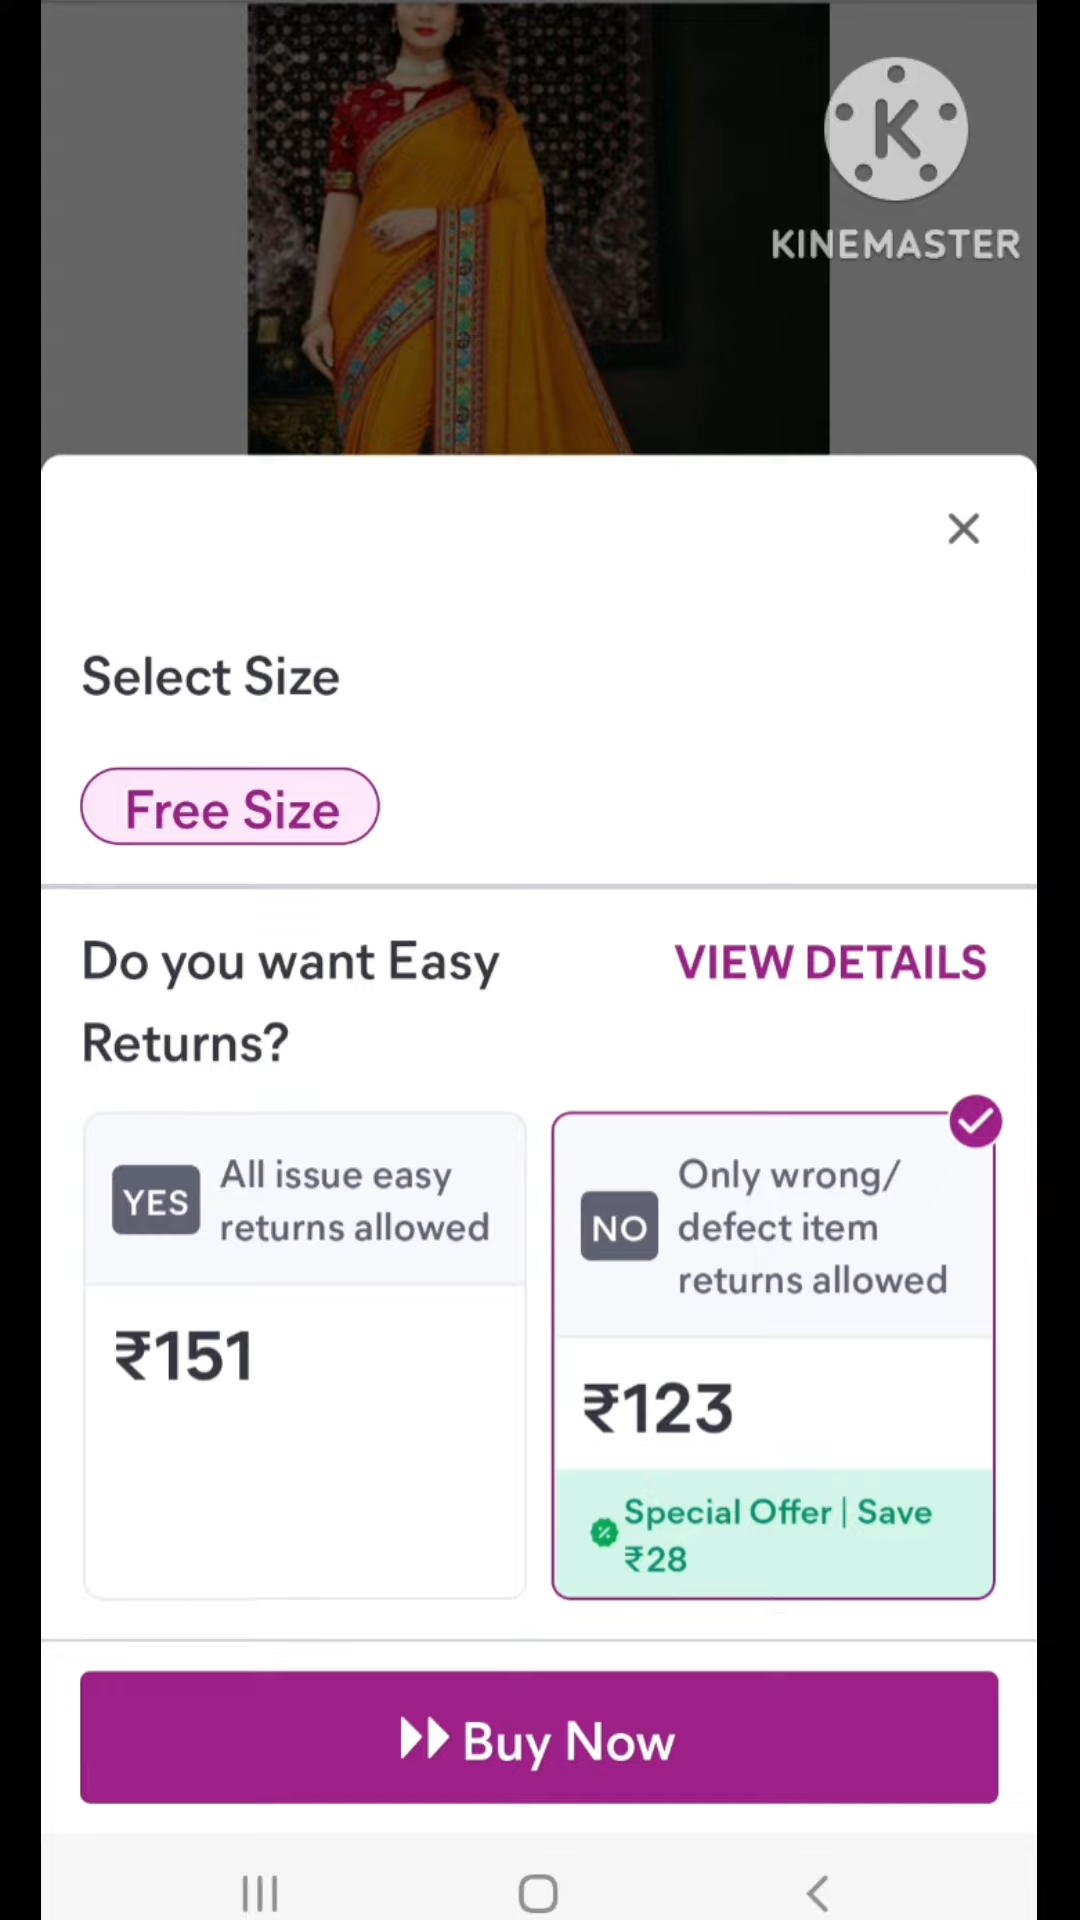 K
KINEMASTER
Select Size
Free Size
Do you want Easy
Returns?
VIEW DETAILS
YES
All issue easy
returns allowed
₹151
NO
Only wrong/
defect item
returns allowed
₹123
Special Offer | Save
₹28
Buy Now